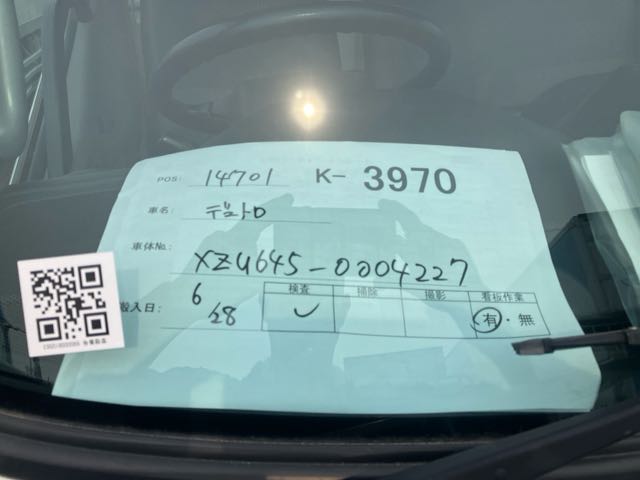 POS: 14701 K- 3970
車名: デュトロ
車体No.: XZU645-0004227
搬入日: 6/28 検査 掃除 撮影 看板作業
有・無